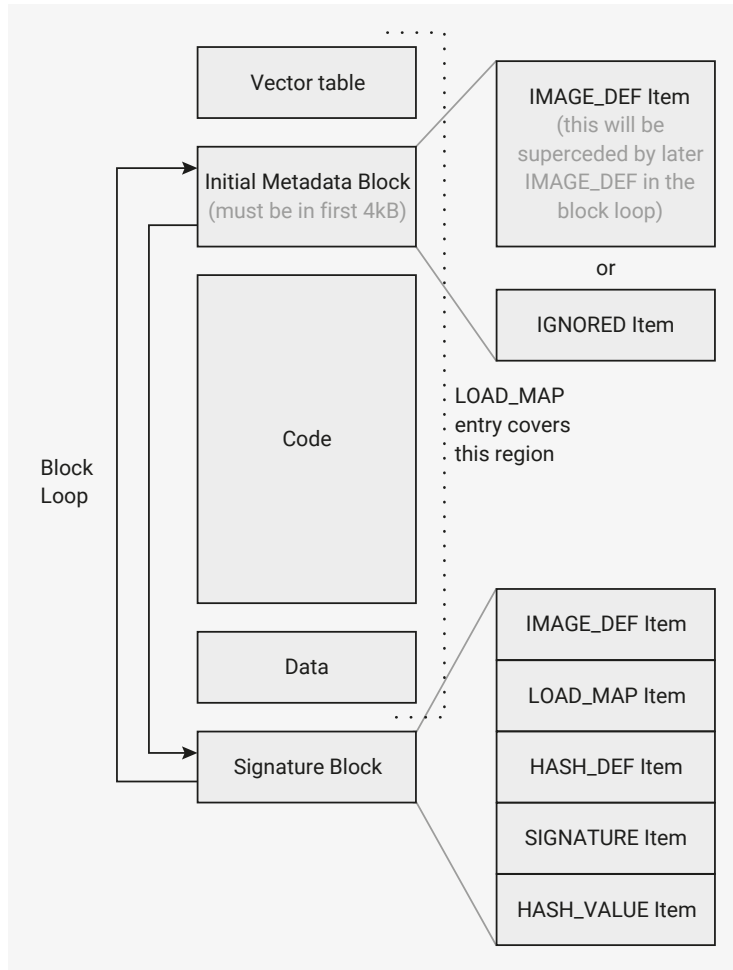 Vector table
Initial Metadata Block
(must be in first 4kB)
IMAGE_DEF Item
(this will be
superceded by later
IMAGE_DEF in the
block loop)
or
IGNORED Item
Code
LOAD_MAP
entry covers
this region
Block
Loop
Data
Signature Block
IMAGE_DEF Item
LOAD_MAP Item
HASH_DEF Item
SIGNATURE Item
HASH_VALUE Item